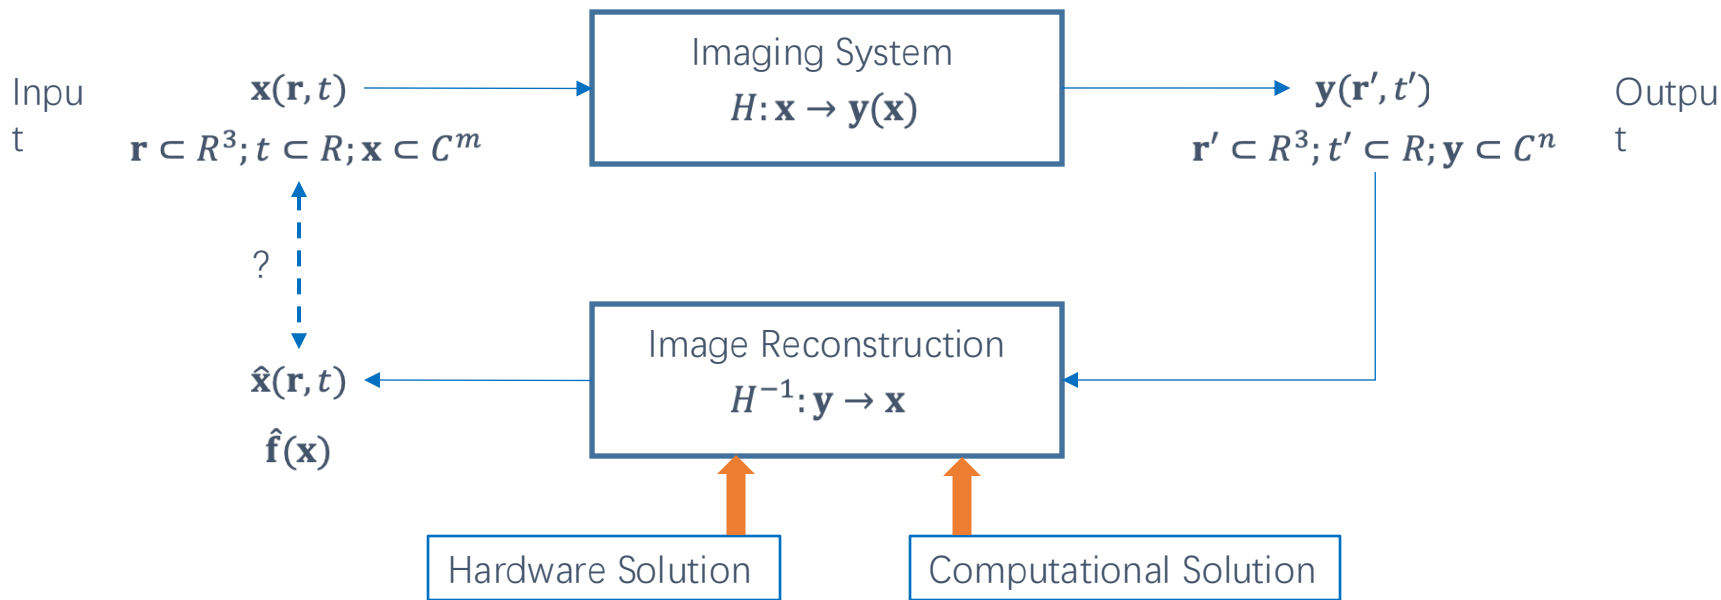 Imaging System
Inpu
t
𝐱(𝐫, t)
H: 𝐱 → 𝐲(𝐱)
𝐲(𝐫′, t′)
Outpu
t
𝐫 ⊂ R³; t ⊂ R; 𝐱 ⊂ Cᵐ
𝐫′ ⊂ R³; t′ ⊂ R; 𝐲 ⊂ Cⁿ
?
Image Reconstruction
𝐱̂(𝐫, t)
H⁻¹: 𝐲 → 𝐱
𝐟̂(𝐱)
Hardware Solution
Computational Solution